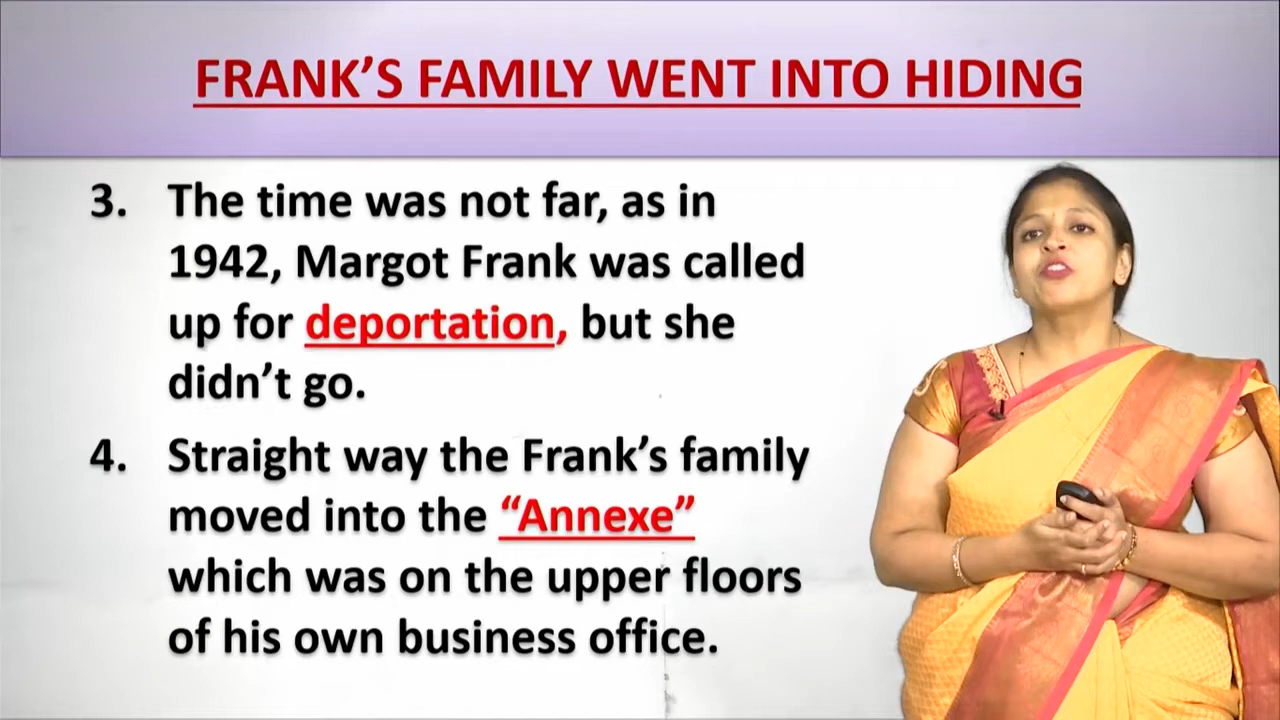 FRANK’S FAMILY WENT INTO HIDING
3. The time was not far, as in
1942, Margot Frank was called
up for deportation, but she
didn’t go.
4. Straight way the Frank’s family
moved into the “Annexe”
which was on the upper floors
of his own business office.